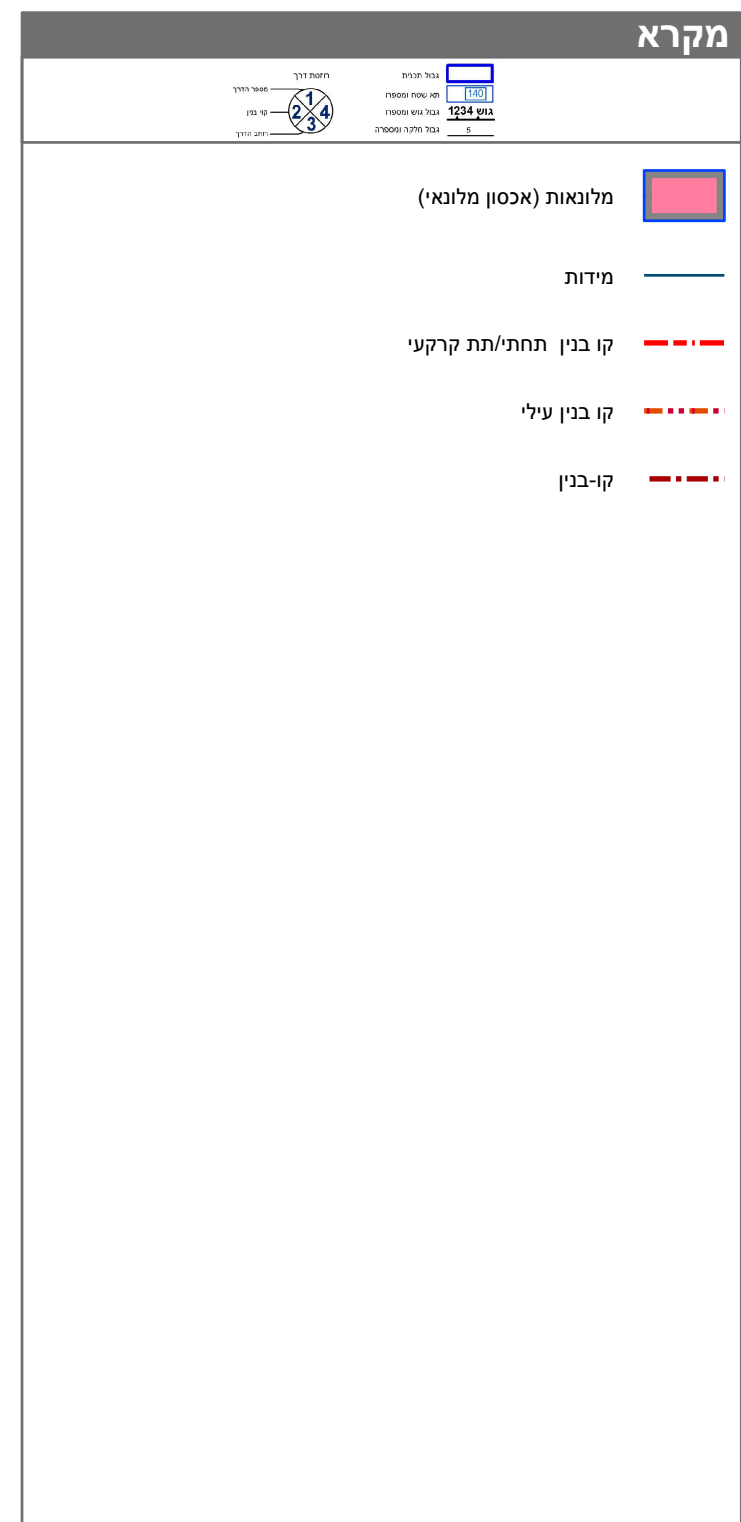 מקרא
גבול תכנית
תא שטח ומספרו 140
גבול גוש ומספרו גוש 1234
גבול חלקה ומספרה 5
רוזטת דרך
מספר הדרך
קוי בנין
רוחב הדרך
1
2 4
3
מלונאות (אכסון מלונאי)
מידות
קו בנין תחתי/תת קרקעי
קו בנין עילי
קו-בנין